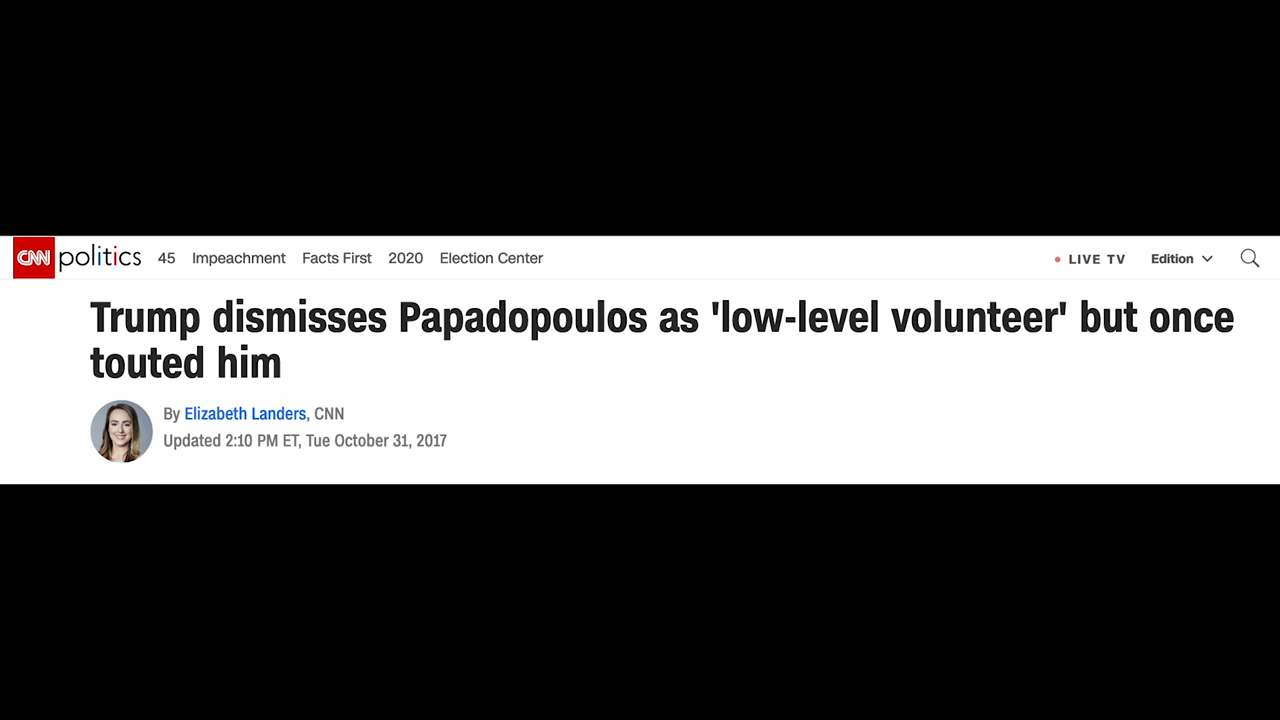 CNN politics 45 Impeachment Facts First 2020 Election Center LIVE TV Edition
Trump dismisses Papadopoulos as 'low-level volunteer' but once
touted him
By Elizabeth Landers, CNN
Updated 2:10 PM ET, Tue October 31, 2017